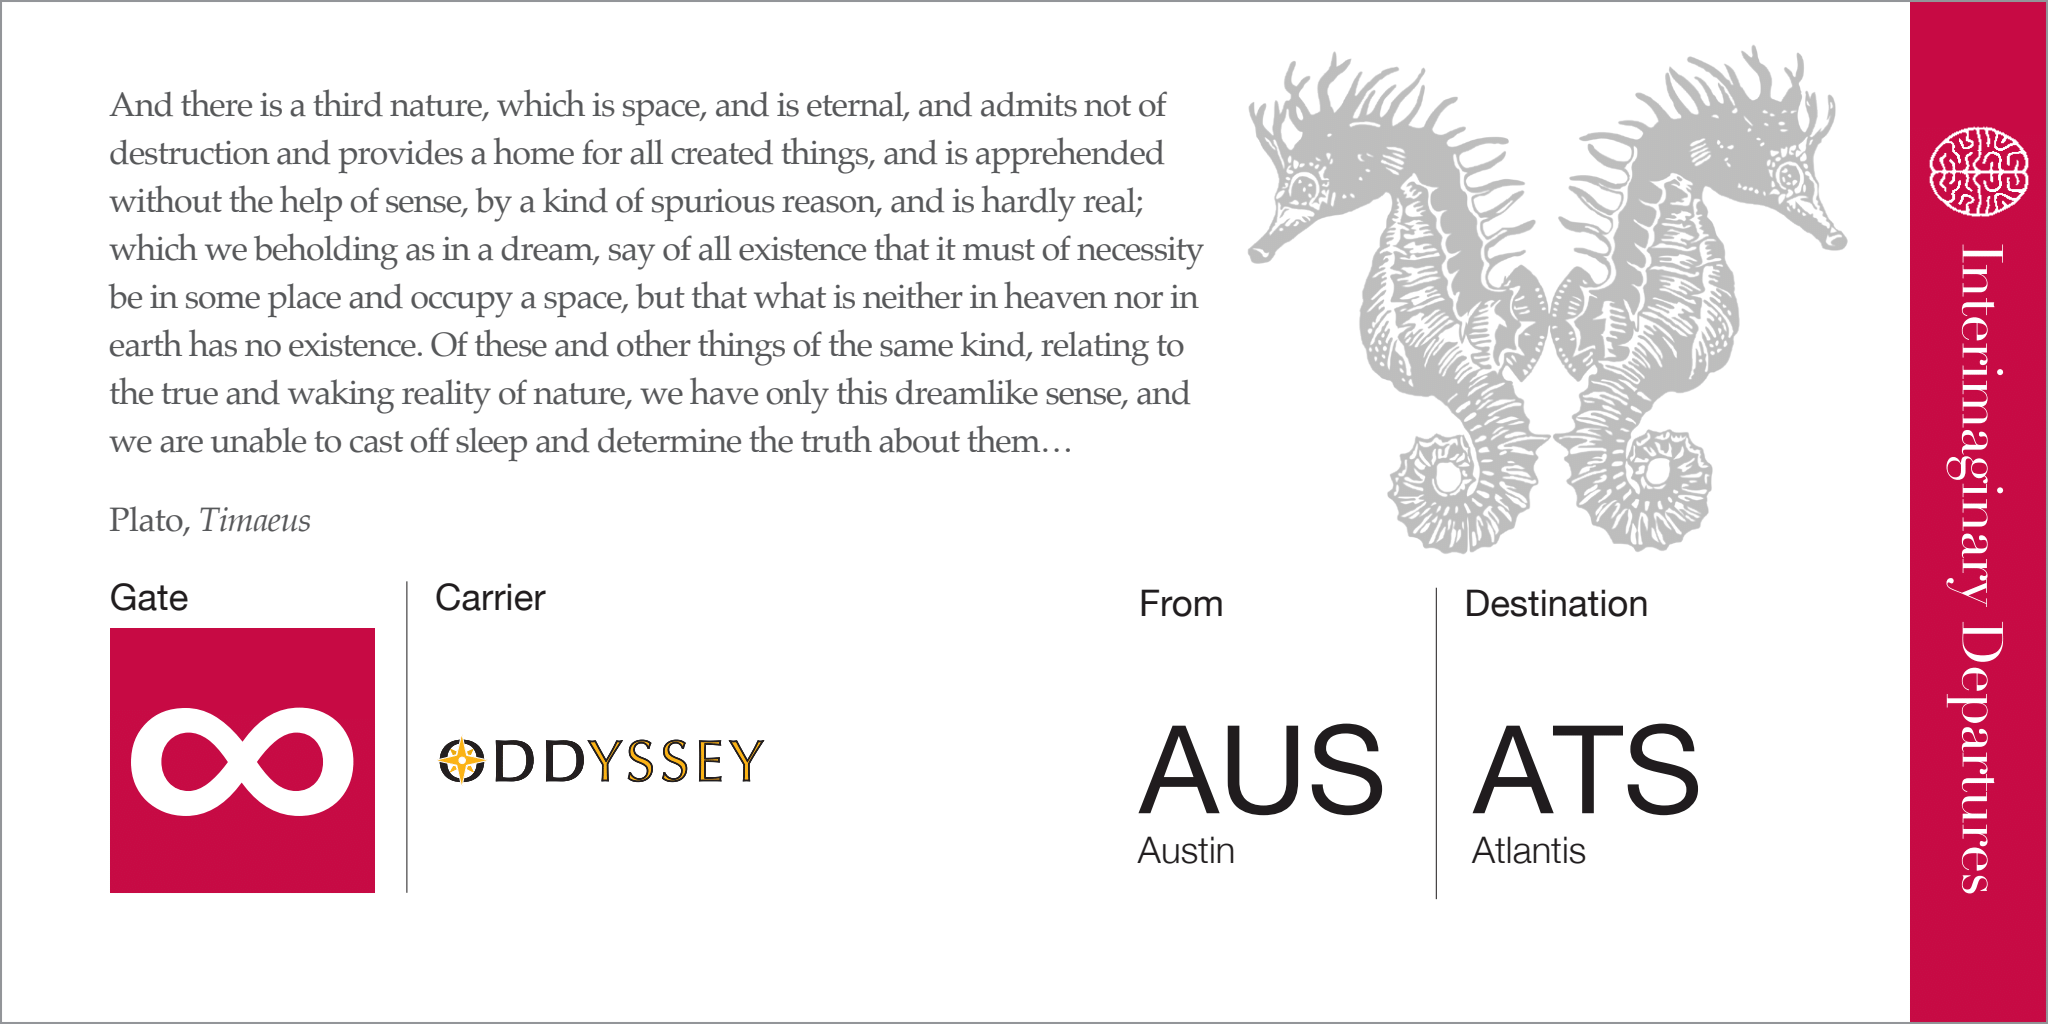 And there is a third nature, which is space, and is eternal, and admits not of
destruction and provides a home for all created things, and is apprehended
without the help of sense, by a kind of spurious reason, and is hardly real;
which we beholding as in a dream, say of all existence that it must of necessity
be in some place and occupy a space, but that what is neither in heaven nor in
earth has no existence. Of these and other things of the same kind, relating to
the true and waking reality of nature, we have only this dreamlike sense, and
we are unable to cast off sleep and determine the truth about them…
Plato, Timaeus
Gate
∞
Carrier
ODDYSSEY
From
AUS
Austin
Destination
ATS
Atlantis
Interimaginary Departures